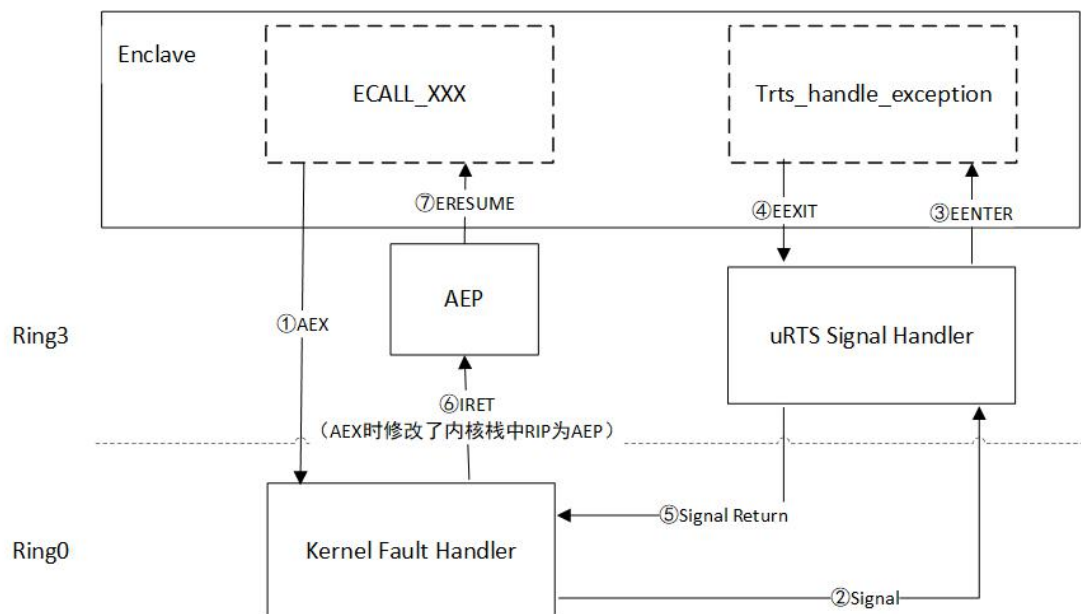 Enclave
ECALL_XXX
Trts_handle_exception
⑦ERESUME
④EEXIT
③EENTER
AEP
①AEX
Ring3
uRTS Signal Handler
⑥IRET
（AEX时修改了内核栈中RIP为AEP）
⑤Signal Return
Ring0
Kernel Fault Handler
②Signal